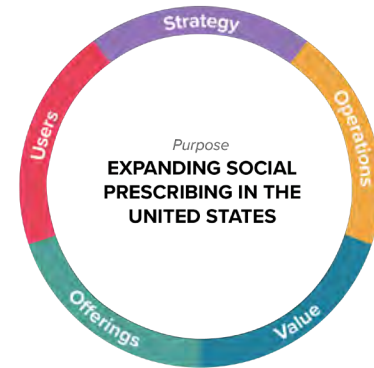 Strategy
Users
Operations
Purpose
EXPANDING SOCIAL
PRESCRIBING IN THE
UNITED STATES
Offerings
Value